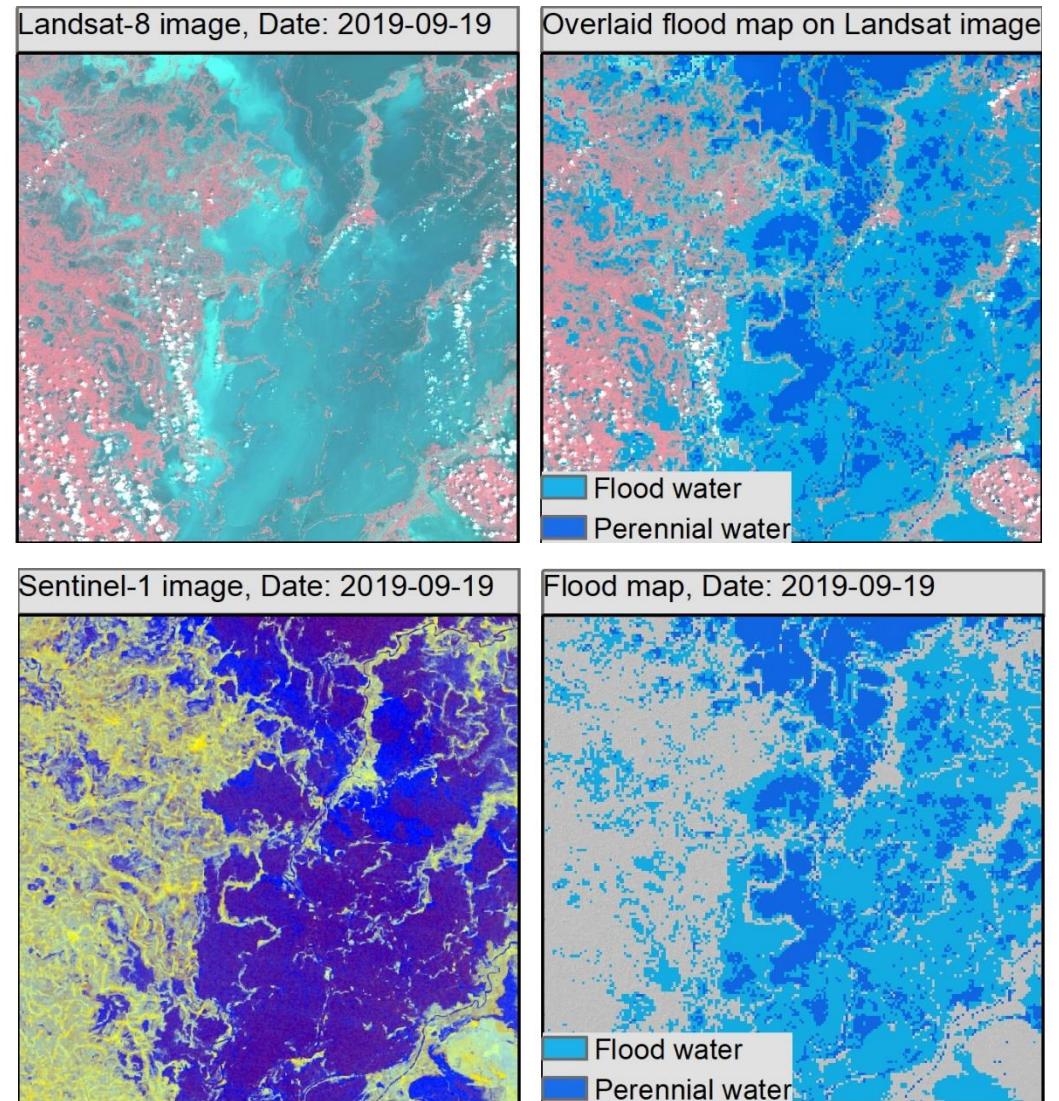 Landsat-8 image, Date: 2019-09-19
Overlaid flood map on Landsat image
Flood water
Perennial water
Sentinel-1 image, Date: 2019-09-19
Flood map, Date: 2019-09-19
Flood water
Perennial water